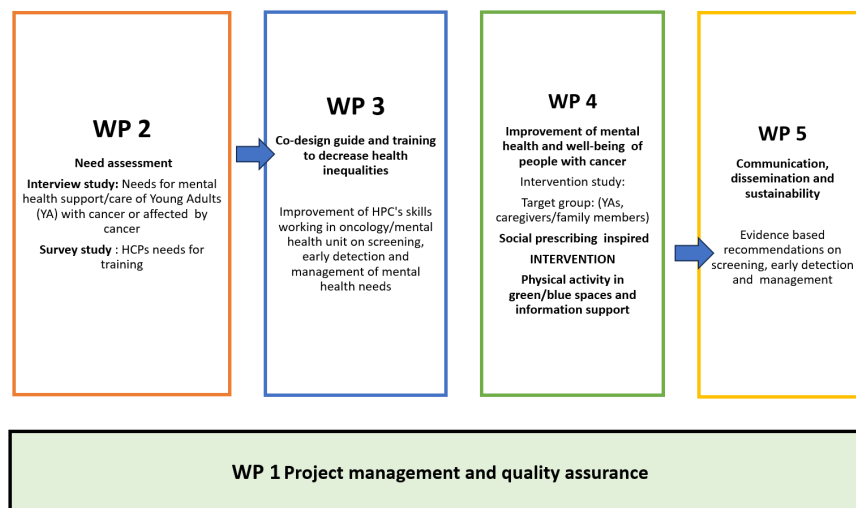 WP 2
Need assessment
Interview study: Needs for mental
health support/care of Young Adults
(YA) with cancer or affected by
cancer
Survey study : HCPs needs for
training
WP 3
Co-design guide and training
to decrease health
inequalities
Improvement of HPC's skills
working in oncology/mental
health unit on screening,
early detection and
management of mental
health needs
WP 4
Improvement of mental
health and well-being of
people with cancer
Intervention study:
Target group: (YAs,
caregivers/family members)
Social prescribing inspired
INTERVENTION
Physical activity in
green/blue spaces and
information support
WP 5
Communication,
dissemination and
sustainability
Evidence based
recommendations on
screening, early detection
and management
WP 1 Project management and quality assurance